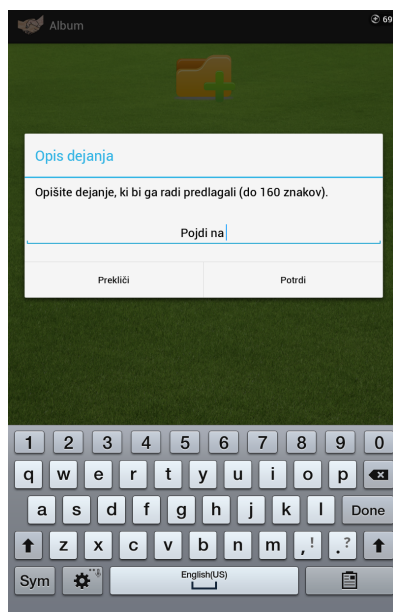 Album
69
Opis dejanja
Opišite dejanje, ki bi ga radi predlagali (do 160 znakov).
Pojdi na
Prekliči Potrdi
1 2 3 4 5 6 7 8 9 0
q w e r t y u i o p
a s d f g h j k l Done
z x c v b n m ,! .?
Sym English(US)